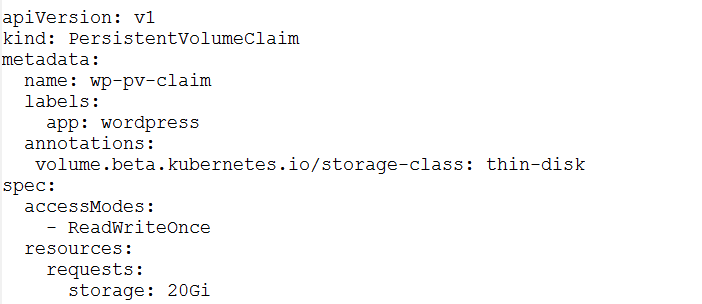 apiVersion: v1
kind: PersistentVolumeClaim
metadata:
  name: wp-pv-claim
  labels:
    app: wordpress
  annotations:
   volume.beta.kubernetes.io/storage-class: thin-disk
spec:
  accessModes:
    - ReadWriteOnce
  resources:
    requests:
      storage: 20Gi